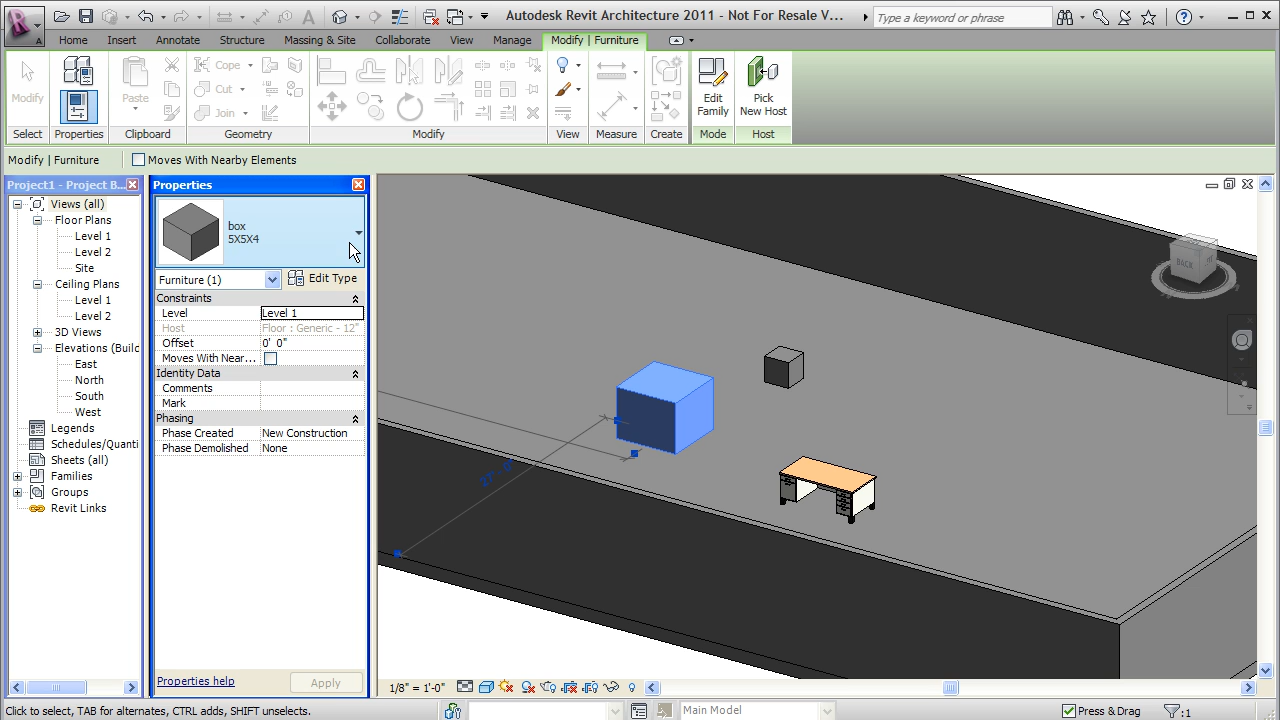 Autodesk Revit Architecture 2011 - Not For Resale V...
Type a keyword or phrase
Home Insert Annotate Structure Massing & Site Collaborate View Manage Modify | Furniture
Cope
Cut
Join
Modify
Paste
Edit Family
Pick New Host
Select Properties Clipboard Geometry Modify View Measure Create Mode Host
Modify | Furniture
Moves With Nearby Elements
Project1 - Project B...
Views (all)
Floor Plans
Level 1
Level 2
Site
Ceiling Plans
Level 1
Level 2
3D Views
Elevations (Build
East
North
South
West
Legends
Schedules/Quanti
Sheets (all)
Families
Groups
Revit Links
Properties
box
5X5X4
Furniture (1)
Edit Type
Constraints
Level Level 1
Host Floor : Generic - 12"
Offset 0' 0"
Moves With Near...
Identity Data
Comments
Mark
Phasing
Phase Created New Construction
Phase Demolished None
Properties help
Apply
BACK
1/8" = 1'-0"
Click to select, TAB for alternates, CTRL adds, SHIFT unselects.
Main Model
Press & Drag
:1